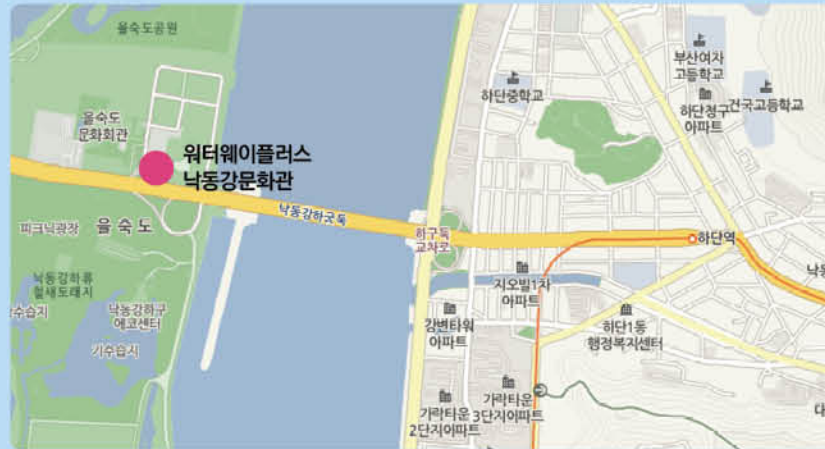 을숙도공원
을숙도
문화회관
워터웨이플러스
낙동강문화관
낙동강하굿둑
피크닉광장
을숙도
낙동강하류
철새도래지
수습지
낙동강하구
에코센터
기수습지
하구둑
교차로
하단중학교
부산여자
고등학교
하단청구
아파트
건국고등학교
하단역
낙동
지오빌1차
아파트
강변타워
아파트
하단1동
행정복지센터
가락타운
2단지아파트
가락타운
3단지아파트
대